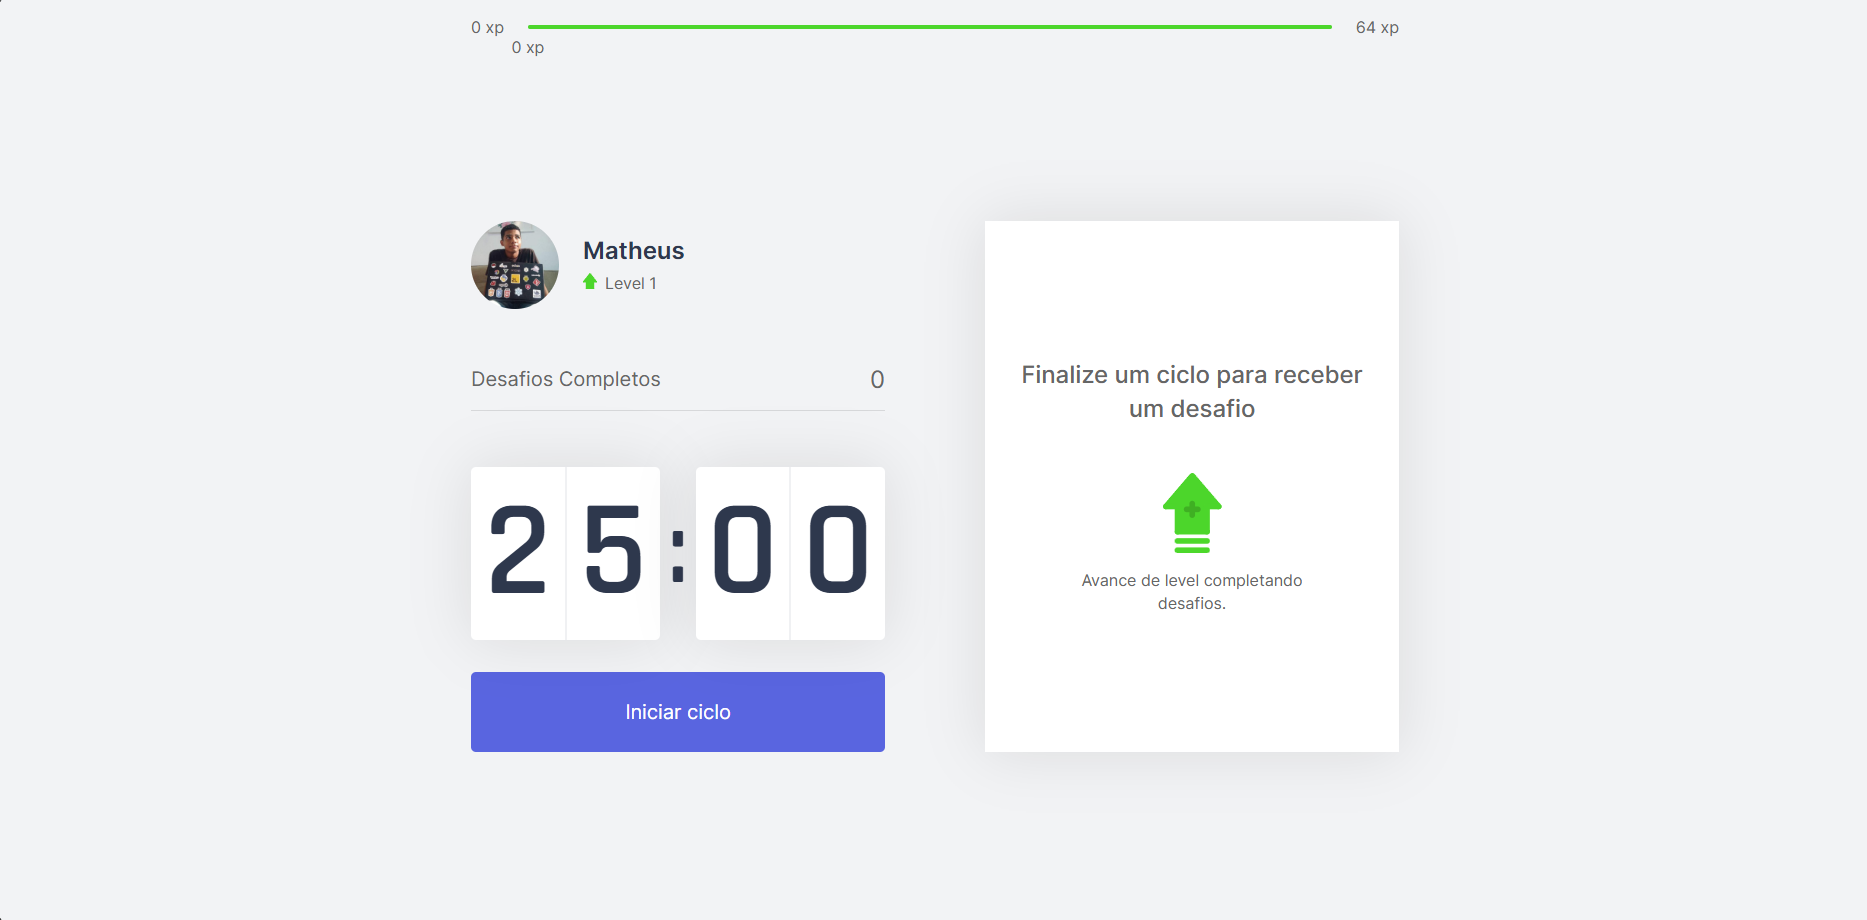 0 xp
64 xp
0 xp
Matheus
Level 1
Desafios Completos
0
25:00
Iniciar ciclo
Finalize um ciclo para receber
um desafio
Avance de level completando
desafios.